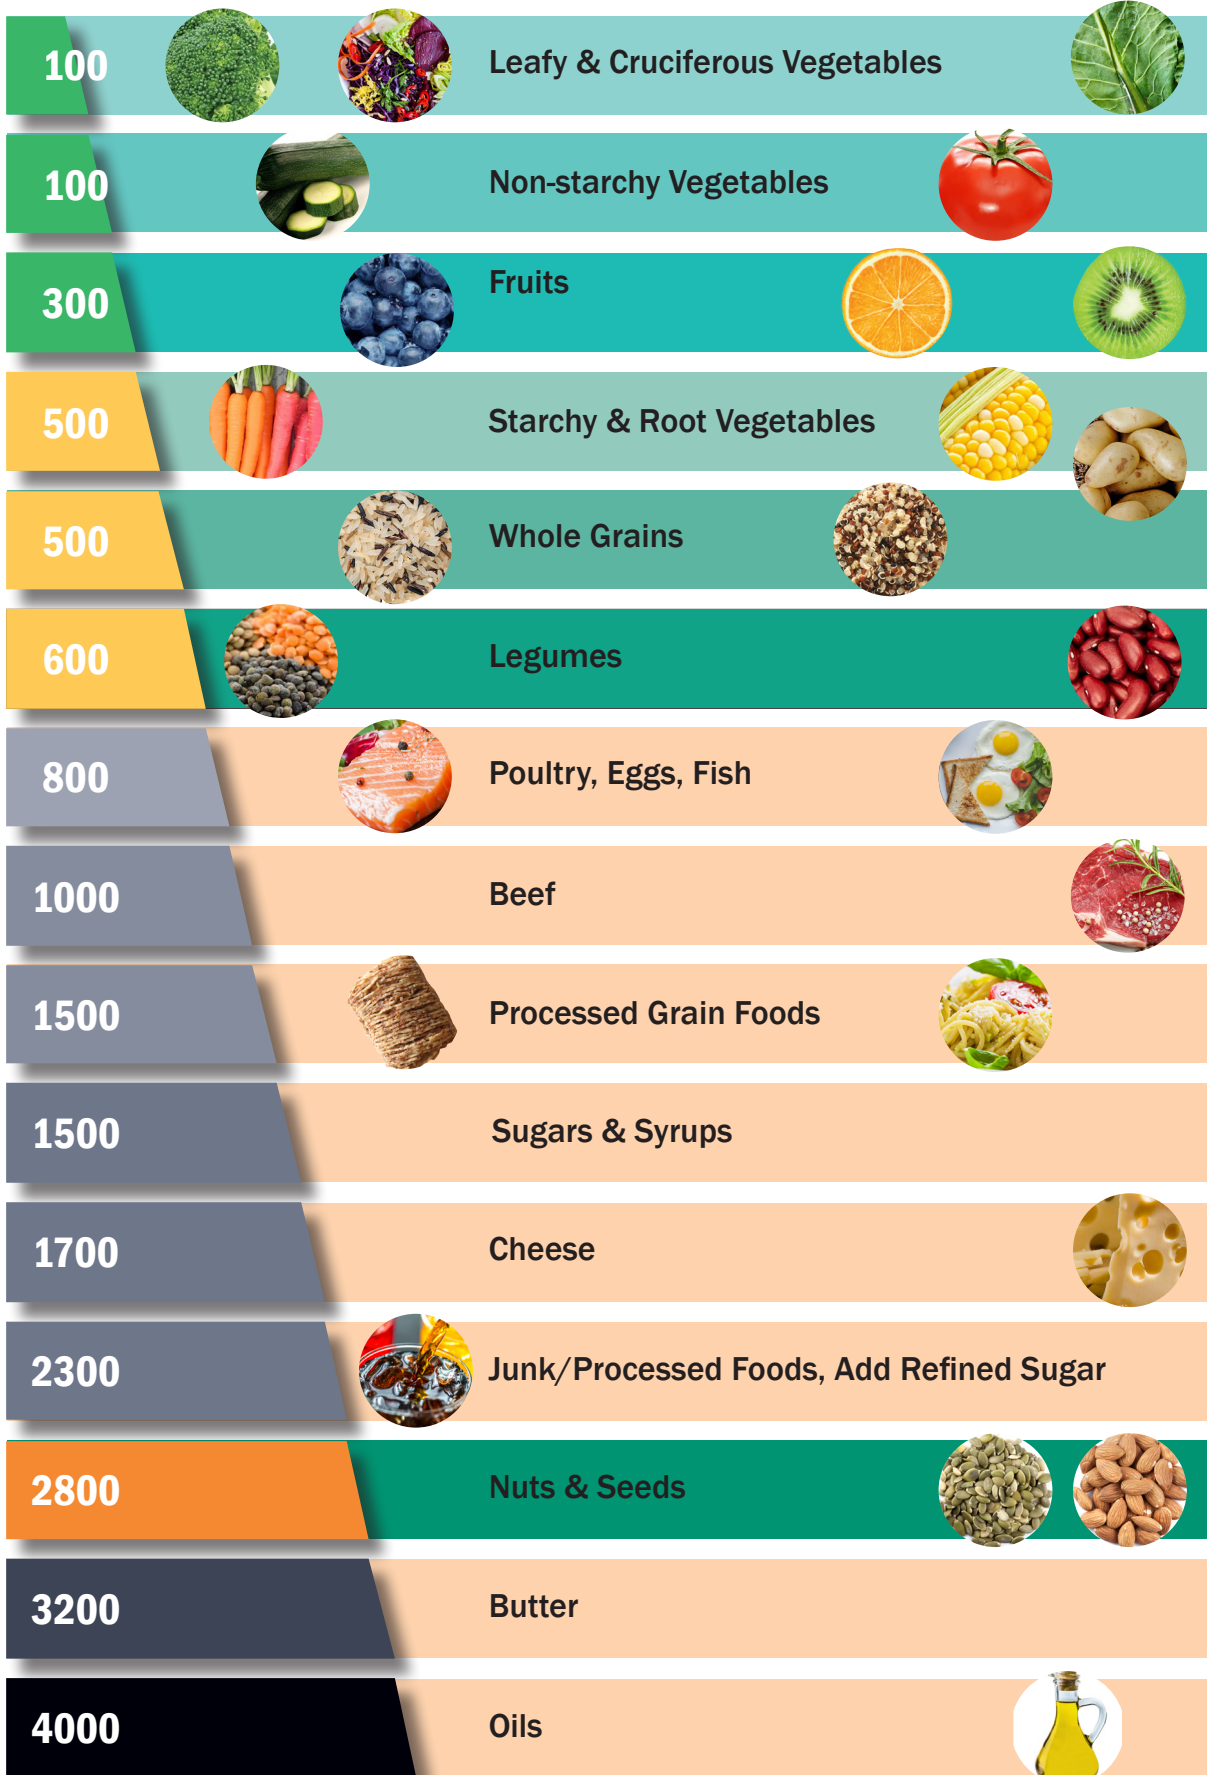 100 Leafy & Cruciferous Vegetables
100 Non-starchy Vegetables
300 Fruits
500 Starchy & Root Vegetables
500 Whole Grains
600 Legumes
800 Poultry, Eggs, Fish
1000 Beef
1500 Processed Grain Foods
1500 Sugars & Syrups
1700 Cheese
2300 Junk/Processed Foods, Add Refined Sugar
2800 Nuts & Seeds
3200 Butter
4000 Oils